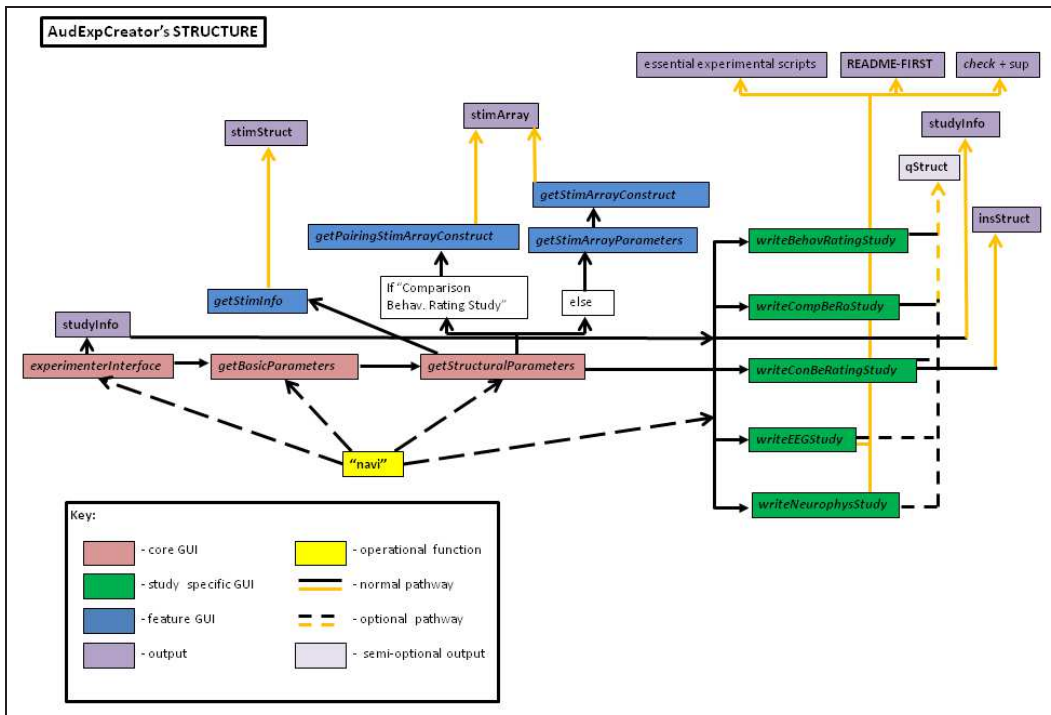 AudExpCreator's STRUCTURE
essential experimental scripts
README-FIRST
check + sup
stimStruct
stimArray
studyInfo
qStruct
getStimArrayConstruct
insStruct
getPairingStimArrayConstruct
getStimArrayParameters
writeBehavRatingStudy
getStimInfo
If "Comparison
Behav. Rating Study"
else
writeCompBeRaStudy
studyInfo
experimenterInterface
getBasicParameters
getStructuralParameters
writeConBeRatingStudy
writeEEGStudy
"navi"
writeNeurophysStudy
Key:
- core GUI
- operational function
- study specific GUI
- normal pathway
- feature GUI
- optional pathway
- output
- semi-optional output